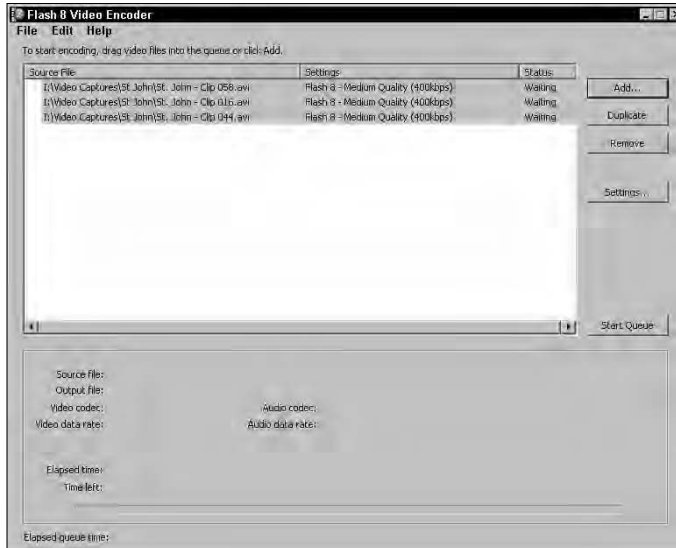 Flash 8 Video Encoder
File Edit Help
To start encoding, drag video files into the queue or click Add.
Source File Settings Status
I:\Video Captures\St John\St. John - Clip 058.avi Flash 8 - Medium Quality (400kbps) Waiting
I:\Video Captures\St John\St. John - Clip 016.avi Flash 8 - Medium Quality (400kbps) Waiting
I:\Video Captures\St John\St. John - Clip 044.avi Flash 8 - Medium Quality (400kbps) Waiting
Add...
Duplicate
Remove
Settings...
Start Queue
Source file:
Output file:
Video codec: Audio codec:
Video data rate: Audio data rate:
Elapsed time:
Time left:
Elapsed queue time: